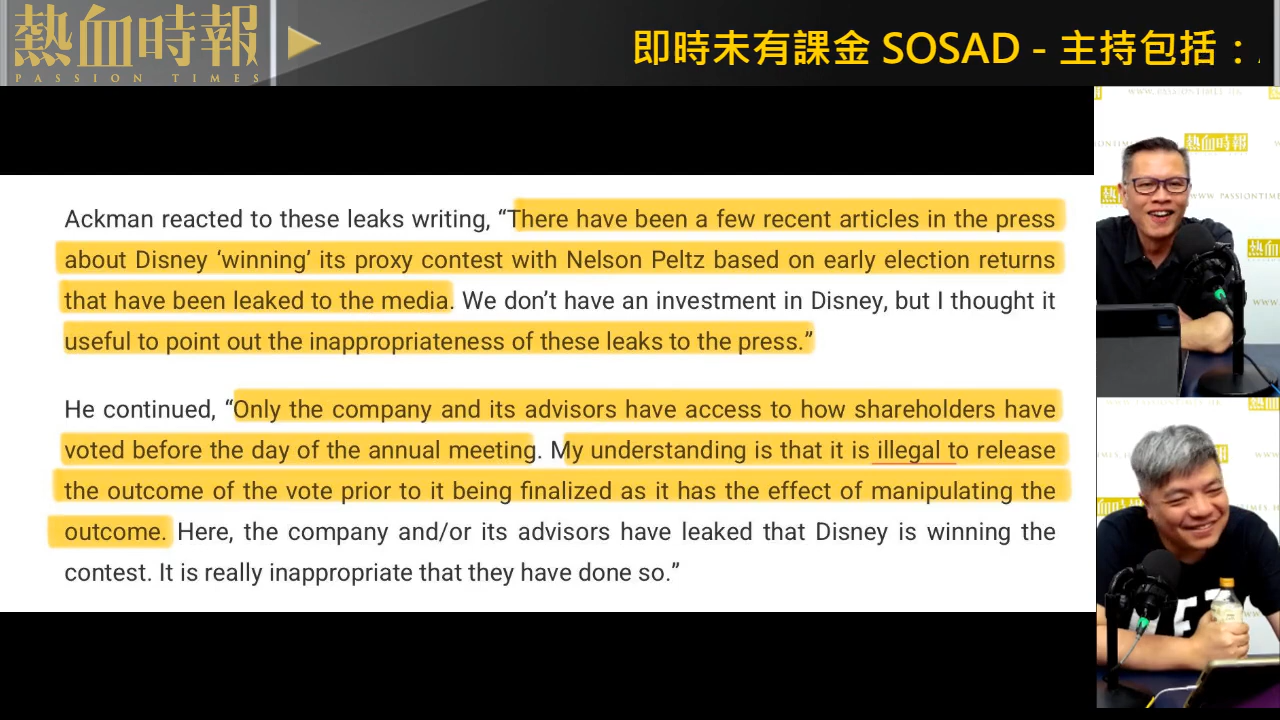 熱血時報
PASSION TIMES
即時未有課金 SOSAD - 主持包括：
Ackman reacted to these leaks writing, “There have been a few recent articles in the press
about Disney ‘winning’ its proxy contest with Nelson Peltz based on early election returns
that have been leaked to the media. We don’t have an investment in Disney, but I thought it
useful to point out the inappropriateness of these leaks to the press.”
He continued, “Only the company and its advisors have access to how shareholders have
voted before the day of the annual meeting. My understanding is that it is illegal to release
the outcome of the vote prior to it being finalized as it has the effect of manipulating the
outcome. Here, the company and/or its advisors have leaked that Disney is winning the
contest. It is really inappropriate that they have done so.”
熱血時報